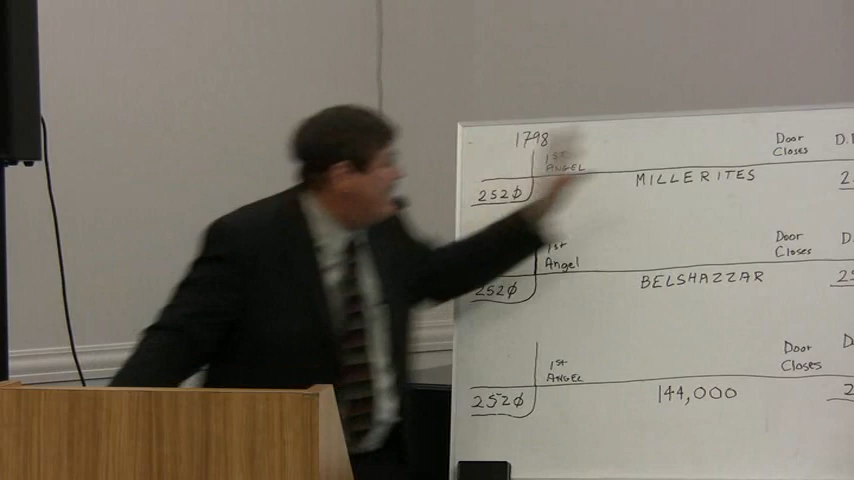 1798
1ST
ANGEL
Door
Closes
2520
MILLERITES
1st
Angel
Door
Closes
2520
BELSHAZZAR
1ST
ANGEL
Door
Closes
2520
144,000